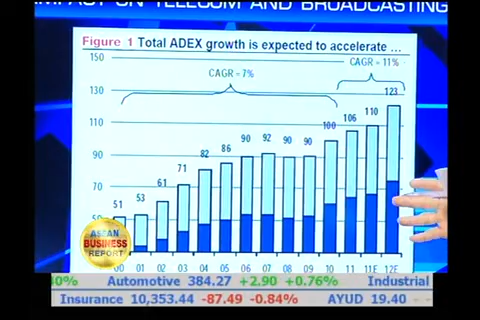 IMPACT ON TELECOM AND BROADCASTING
Figure 1 Total ADEX growth is expected to accelerate ...
150
CAGR = 11%
CAGR = 7%
130
123
110
106
100
110
90
92
90
90
82
86
90
71
70
61
51
53
50
ASEAN
BUSINESS
REPORT
00 01 02 03 04 05 06 07 08 09 10 11 11E 12E
40% Automotive 384.27 +2.90 +0.76% Industrial
Insurance 10,353.44 -87.49 -0.84% AYUD 19.40